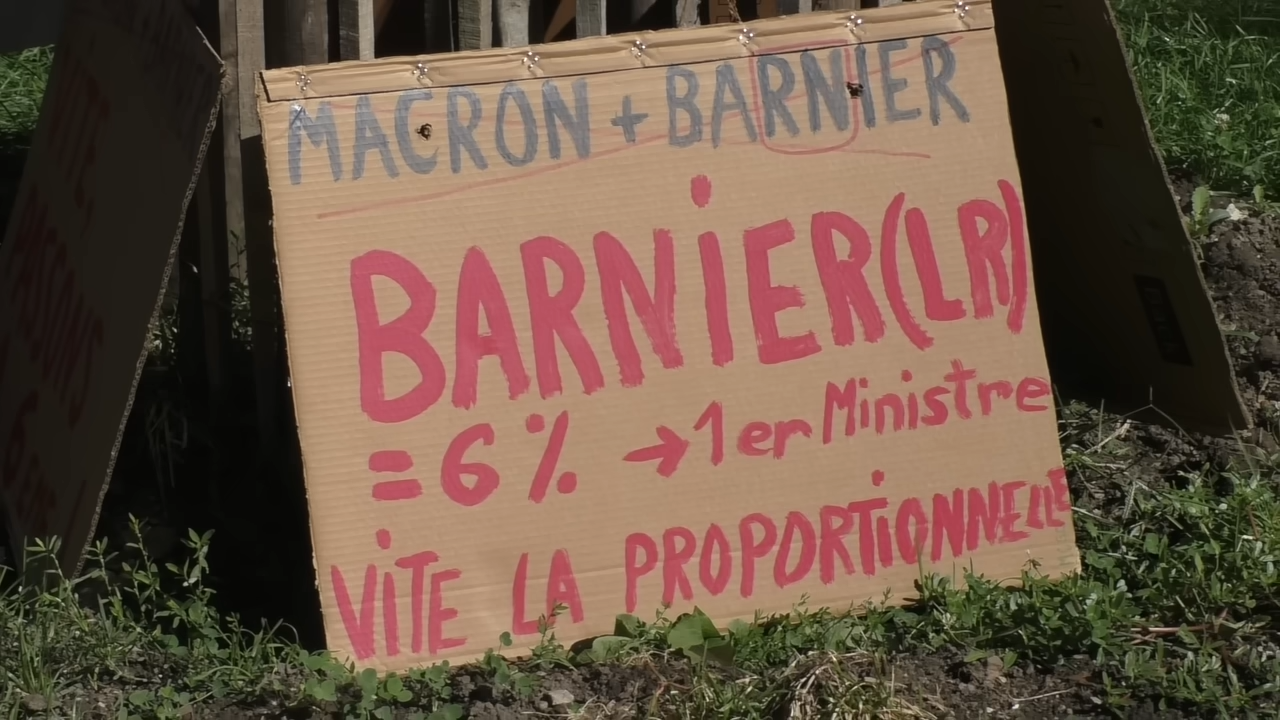 MACRON + BARNIER
BARNiER (LR)
= 6 % → 1er Ministre
ViTE LA PROPORTiONNELLE